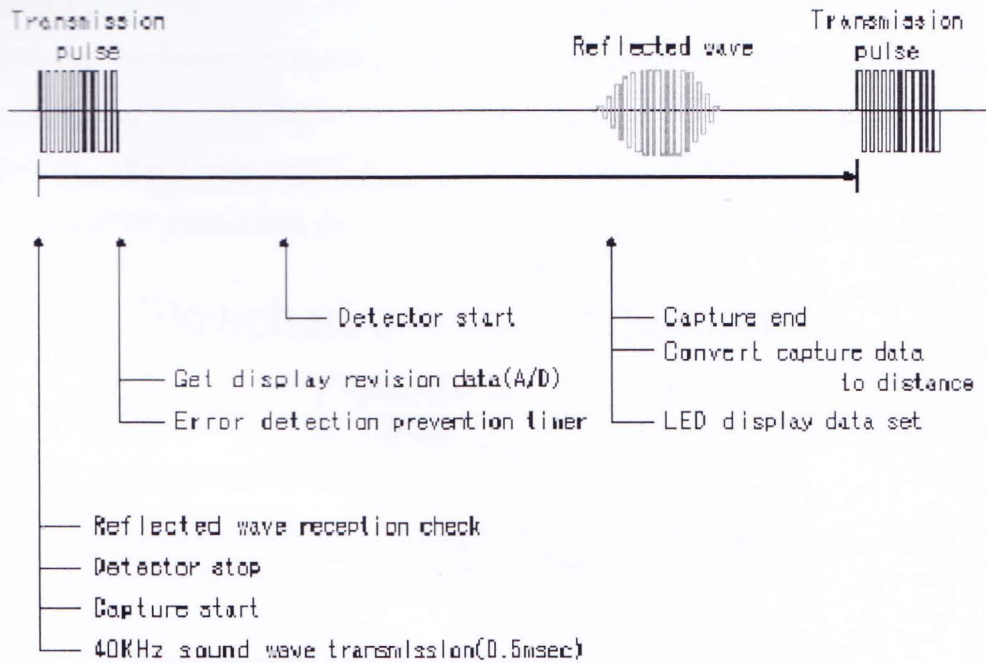 Transmission
pulse
Reflected wave
Transmission
pulse
Detector start
Get display revision data(A/D)
Error detection prevention timer
Capture end
Convert capture data
to distance
LED display data set
Reflected wave reception check
Detector stop
Capture start
40KHz sound wave transmission(0.5msec)